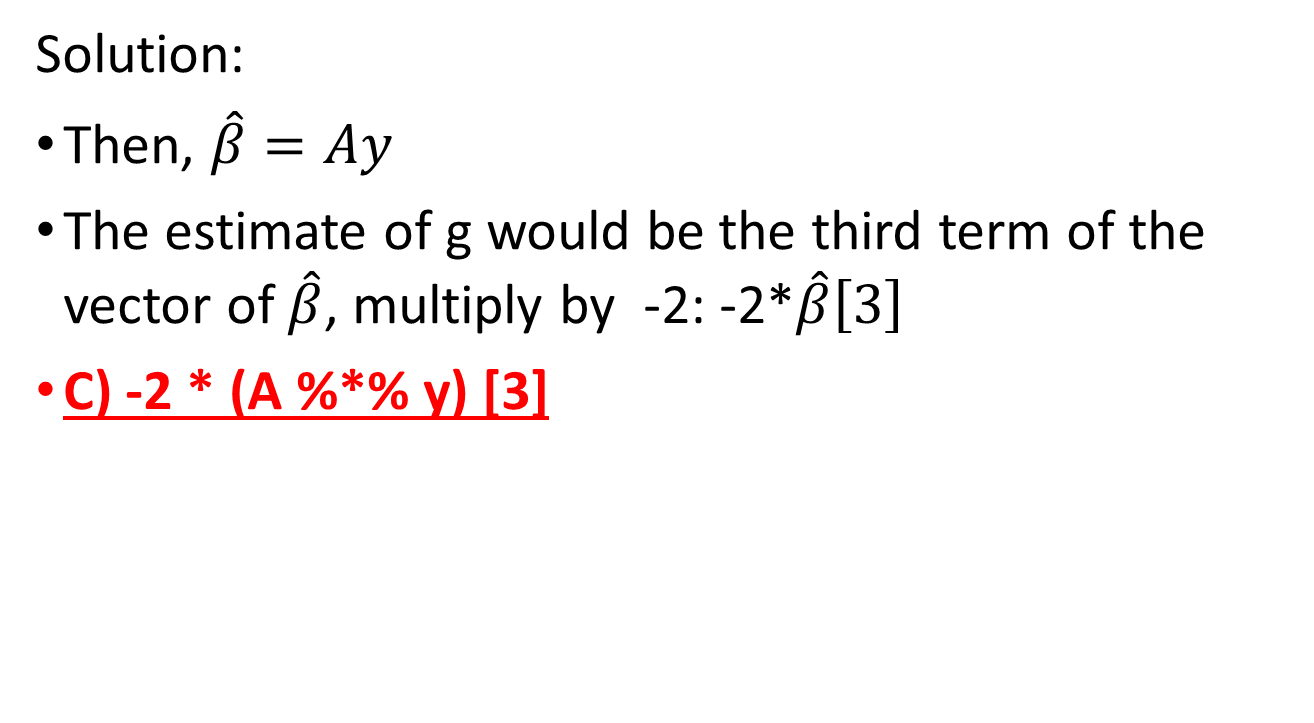 Solution:
•Then, 𝛽̂ = 𝐴𝑦
•The estimate of g would be the third term of the
vector of 𝛽̂, multiply by -2: -2*𝛽̂[3]
•C) -2 * (A %*% y) [3]